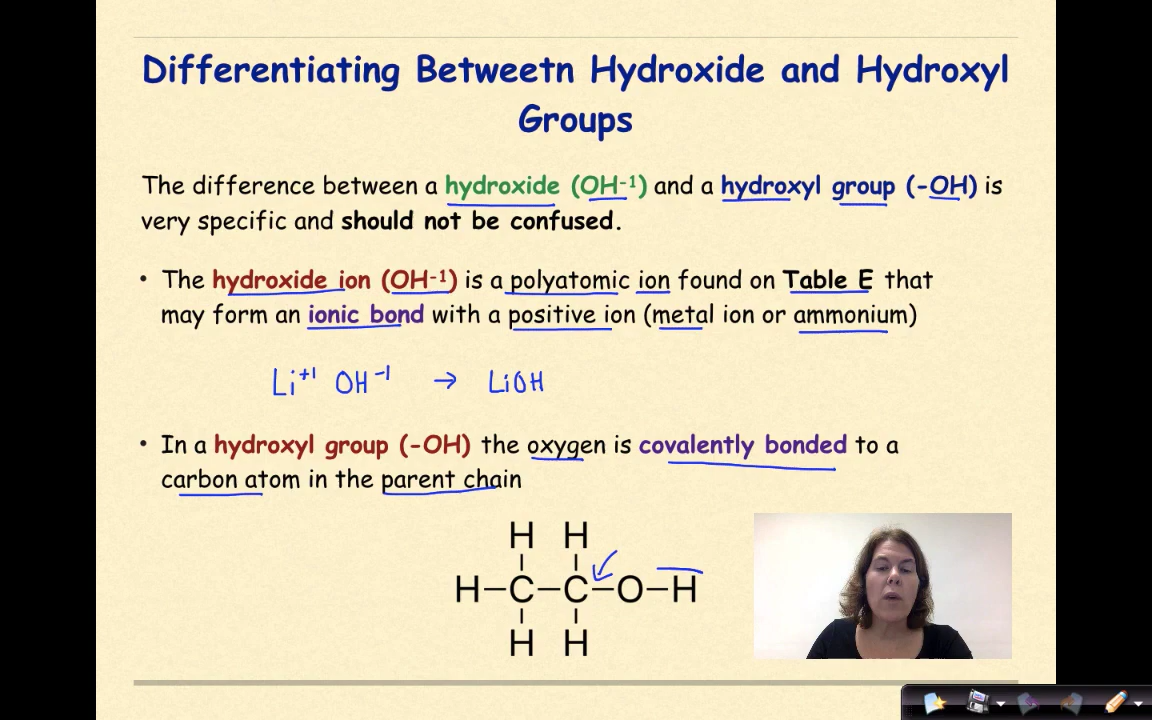 Differentiating Betweetn Hydroxide and Hydroxyl
Groups
The difference between a hydroxide (OH⁻¹) and a hydroxyl group (-OH) is
very specific and should not be confused.
• The hydroxide ion (OH⁻¹) is a polyatomic ion found on Table E that
may form an ionic bond with a positive ion (metal ion or ammonium)
Li⁺¹ OH⁻¹ → LiOH
• In a hydroxyl group (-OH) the oxygen is covalently bonded to a
carbon atom in the parent chain
H H
H–C–C–O–H
H H